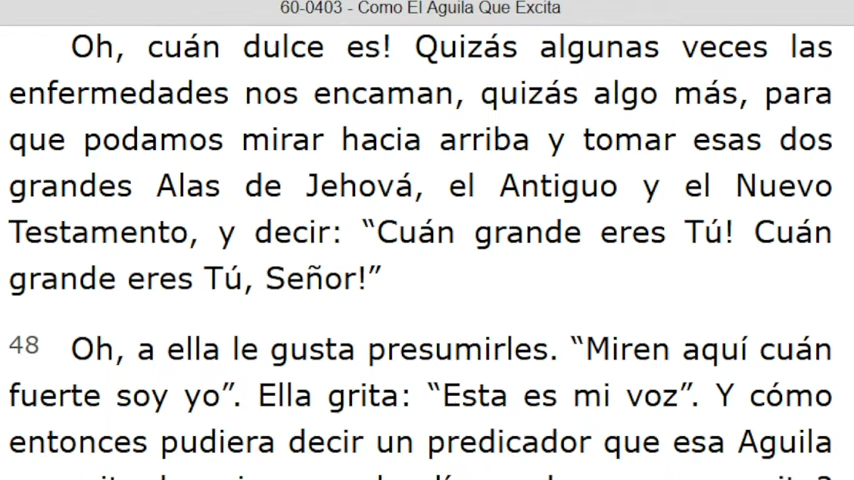 60-0403 - Como El Aguila Que Excita
Oh, cuán dulce es! Quizás algunas veces las
enfermedades nos encaman, quizás algo más, para
que podamos mirar hacia arriba y tomar esas dos
grandes Alas de Jehová, el Antiguo y el Nuevo
Testamento, y decir: “Cuán grande eres Tú! Cuán
grande eres Tú, Señor!”
48 Oh, a ella le gusta presumirles. “Miren aquí cuán
fuerte soy yo”. Ella grita: “Esta es mi voz”. Y cómo
entonces pudiera decir un predicador que esa Aguila